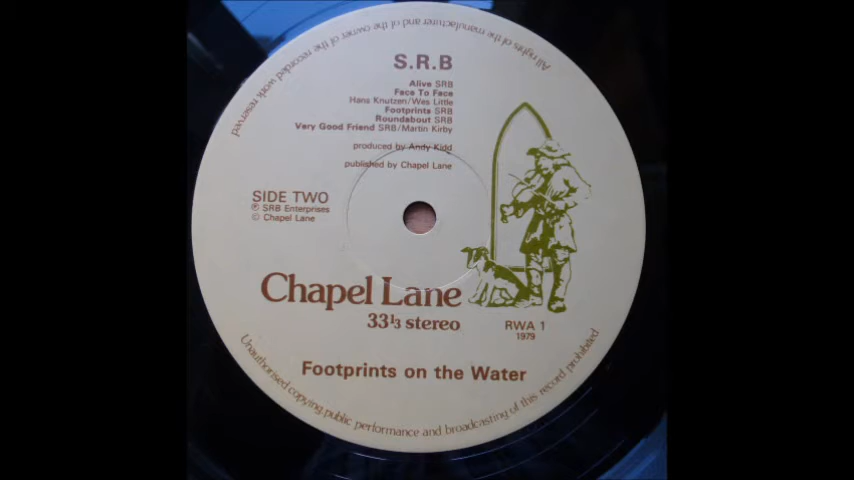 All rights of the manufacturer and of the owner of the recorded work reserved
S.R.B
Alive SRB
Face To Face
Hans Knutzen/Wes Little
Footprints SRB
Roundabout SRB
Very Good Friend SRB/Martin Kirby
produced by Andy Kidd
published by Chapel Lane
SIDE TWO
℗ SRB Enterprises
© Chapel Lane
Chapel Lane
33⅓ stereo
RWA 1
1979
Footprints on the Water
Unauthorised copying public performance and broadcasting of this record prohibited